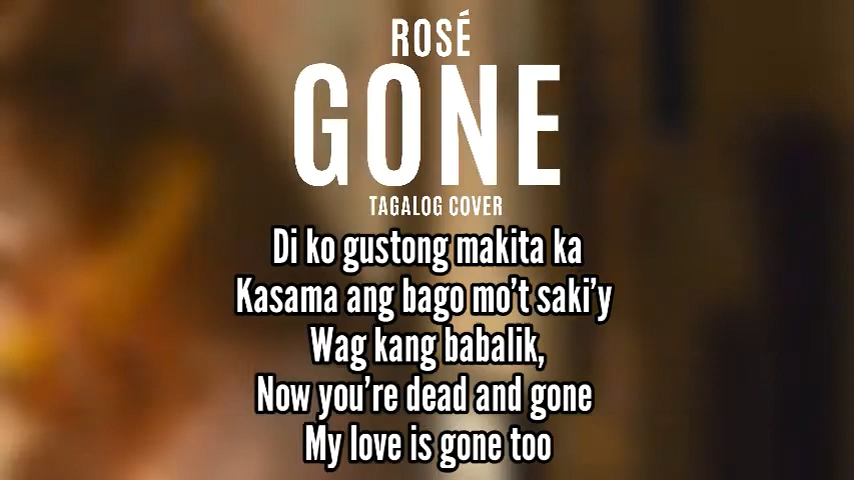 ROSÉ
GONE
TAGALOG COVER
Di ko gustong makita ka
Kasama ang bago mo't saki'y
Wag kang babalik,
Now you're dead and gone
My love is gone too